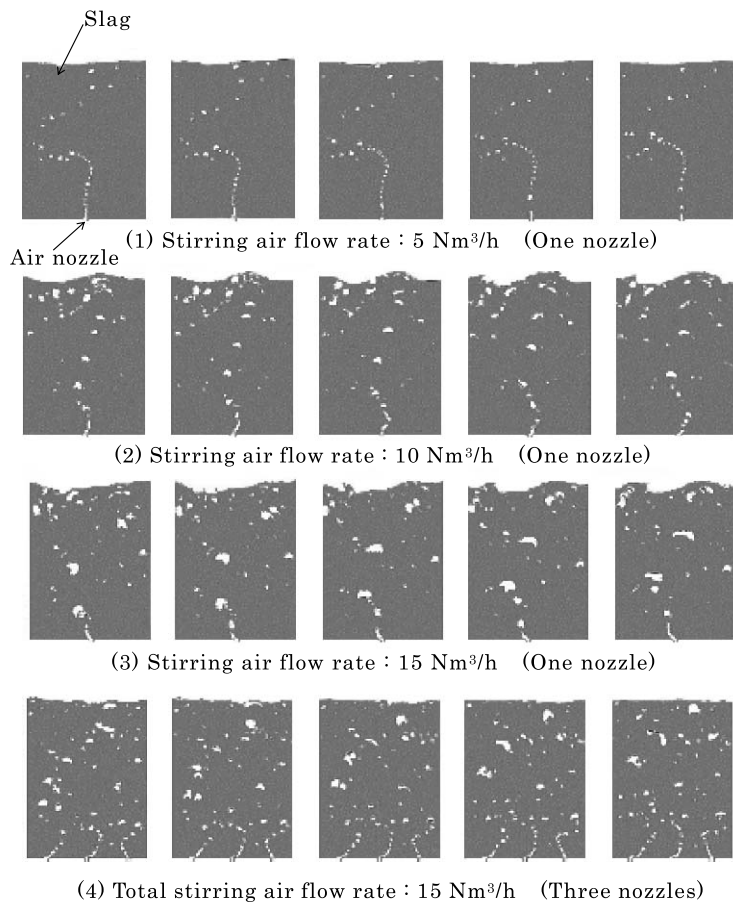 Slag
Air nozzle
(1) Stirring air flow rate : 5 Nm³/h (One nozzle)
(2) Stirring air flow rate : 10 Nm³/h (One nozzle)
(3) Stirring air flow rate : 15 Nm³/h (One nozzle)
(4) Total stirring air flow rate : 15 Nm³/h (Three nozzles)